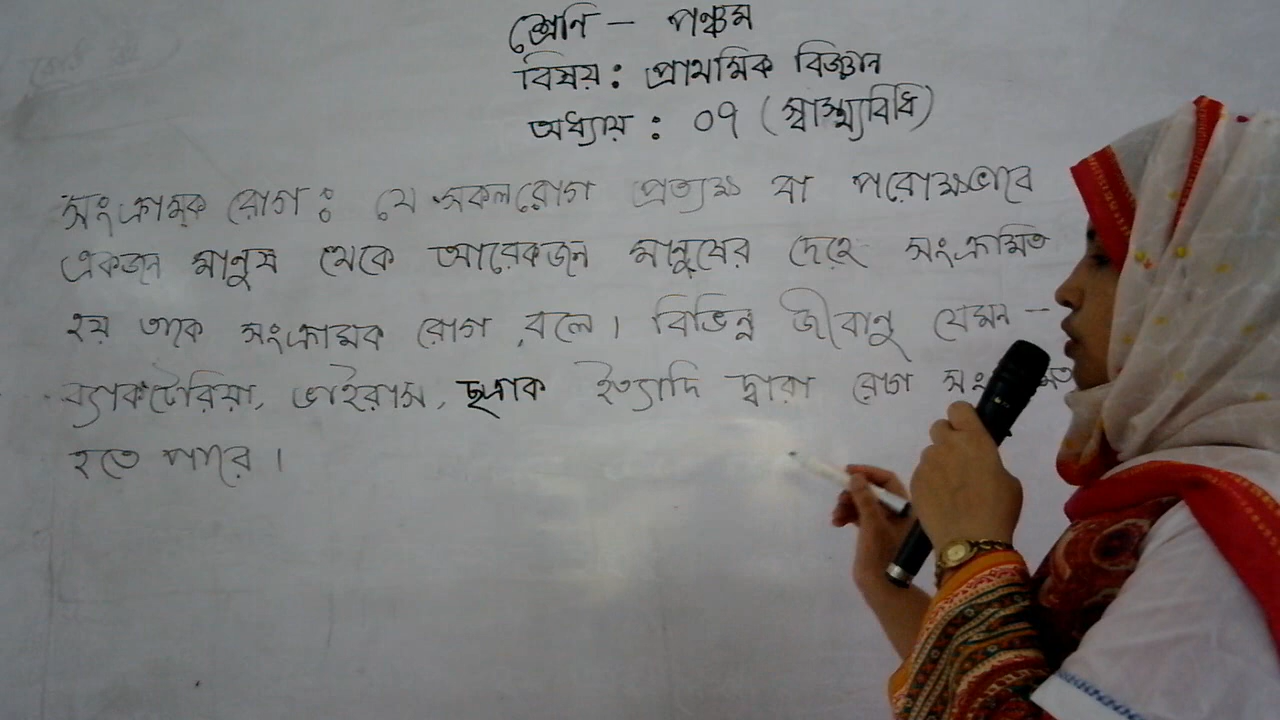 শ্রেনি - পঞ্চম
বিষয় : প্রাথমিক বিজ্ঞান
অধ্যায় : ০৭ (স্বাস্থ্যবিধি)
সংক্রামক রোগ : যে সকল রোগ প্রত্যক্ষ বা পরোক্ষভাবে
একজন মানুষ থেকে আরেকজন মানুষের দেহে সংক্রামিত
হয় তাকে সংক্রামক রোগ বলে। বিভিন্ন জীবানু যেমন -
ব্যাকটেরিয়া, ভাইরাস, ছত্রাক ইত্যাদি দ্বারা রোগ
হতে পারে।